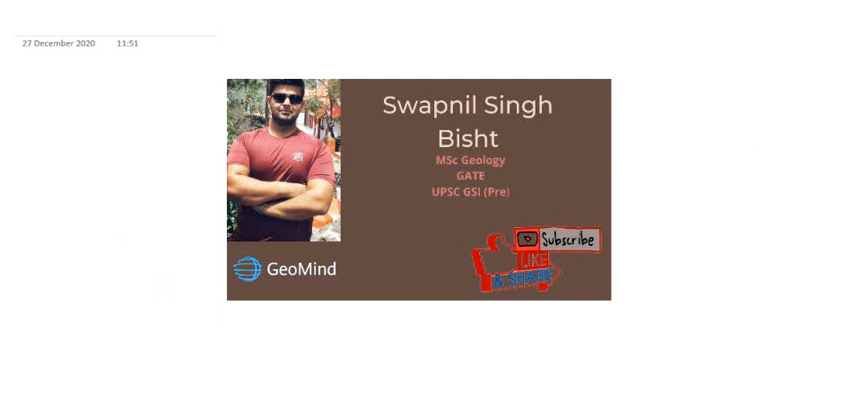 27 December 2020 11:51
Swapnil Singh
Bisht
MSc Geology
GATE
UPSC GSI (Pre)
Subscribe
LIKE
& SHARE
GeoMind